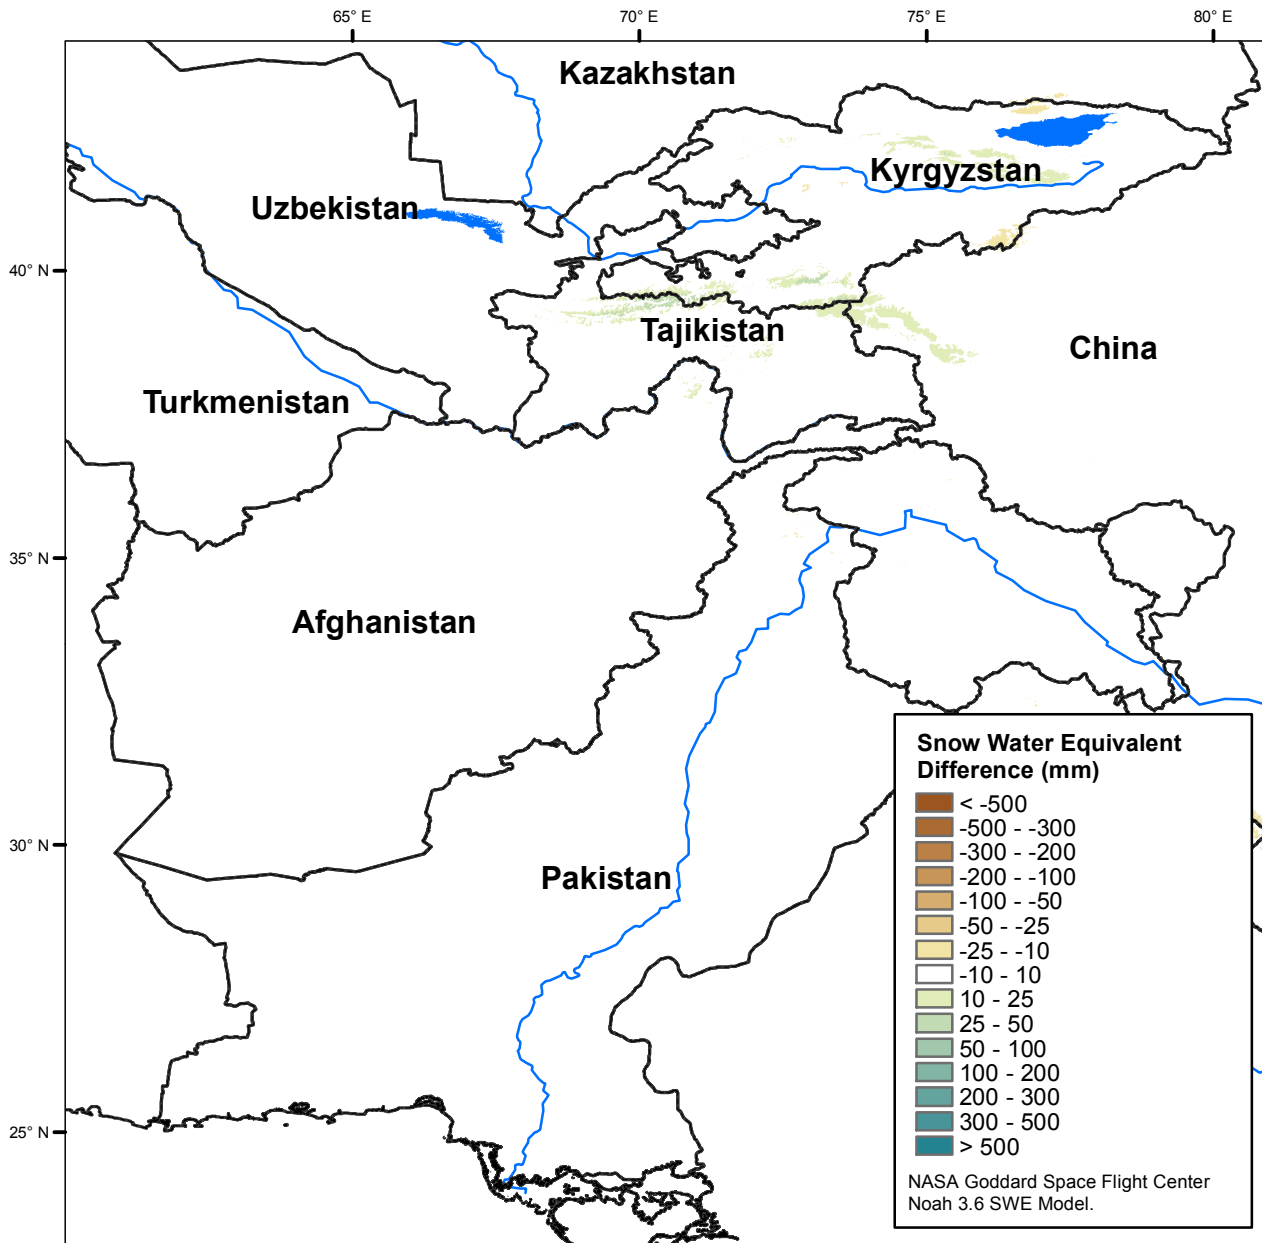 65° E
70° E
75° E
80° E
Kazakhstan
Kyrgyzstan
Uzbekistan
40° N
Tajikistan
China
Turkmenistan
35° N
Afghanistan
Snow Water Equivalent
Difference (mm)
< -500
-500 - -300
-300 - -200
-200 - -100
-100 - -50
-50 - -25
-25 - -10
-10 - 10
10 - 25
25 - 50
50 - 100
100 - 200
200 - 300
300 - 500
> 500
NASA Goddard Space Flight Center
Noah 3.6 SWE Model.
30° N
Pakistan
25° N